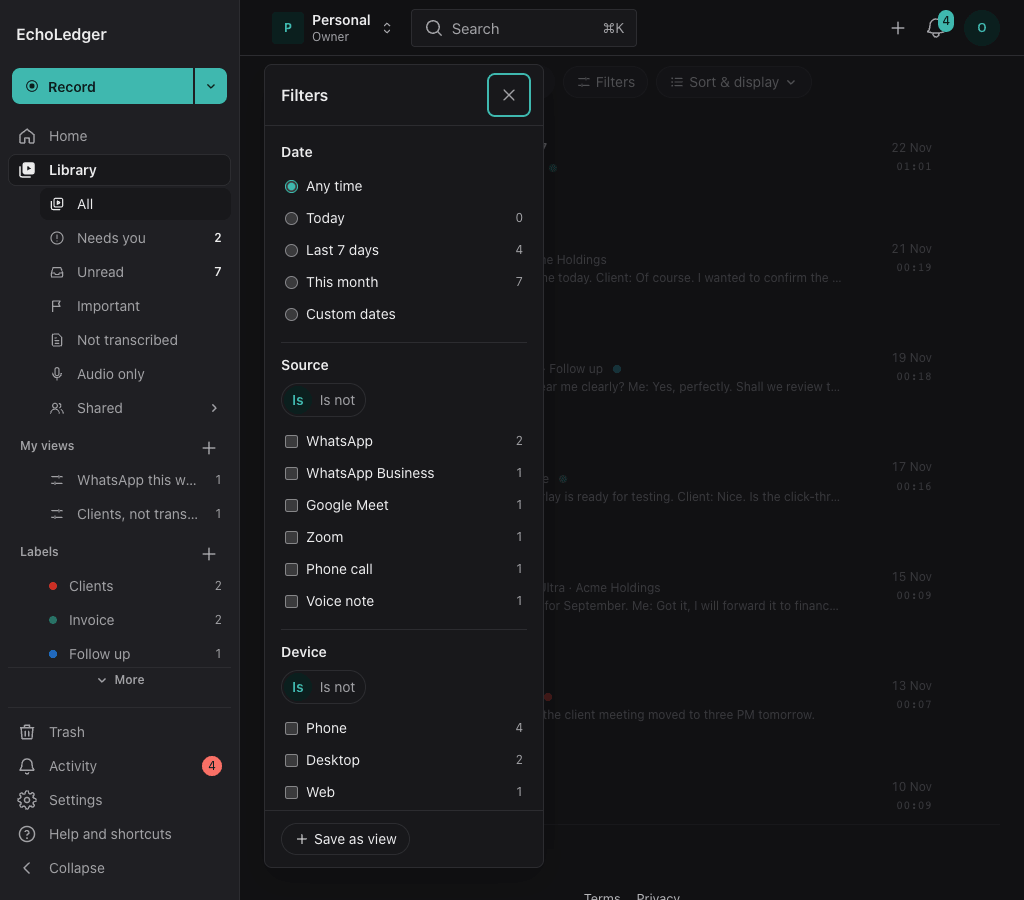 EchoLedger
Record
Home
Library
All
Needs you 2
Unread 7
Important
Not transcribed
Audio only
Shared
My views
WhatsApp this w... 1
Clients, not trans... 1
Labels
Clients 2
Invoice 2
Follow up 1
More
Trash
Activity 4
Settings
Help and shortcuts
Collapse
P Personal
Owner
Search ⌘K
4
O
Filters
Sort & display
Filters
Date
Any time
Today 0
Last 7 days 4
This month 7
Custom dates
Source
Is Is not
WhatsApp 2
WhatsApp Business 1
Google Meet 1
Zoom 1
Phone call 1
Voice note 1
Device
Is Is not
Phone 4
Desktop 2
Web 1
Save as view
22 Nov
01:01
Holdings
21 Nov
00:19
today. Client: Of course. I wanted to confirm the ...
19 Nov
Follow up
00:18
me clearly? Me: Yes, perfectly. Shall we review t...
17 Nov
00:16
is ready for testing. Client: Nice. Is the click-thr...
15 Nov
· Acme Holdings
00:09
for September. Me: Got it, I will forward it to financ...
13 Nov
00:07
the client meeting moved to three PM tomorrow.
10 Nov
00:09
Terms Privacy